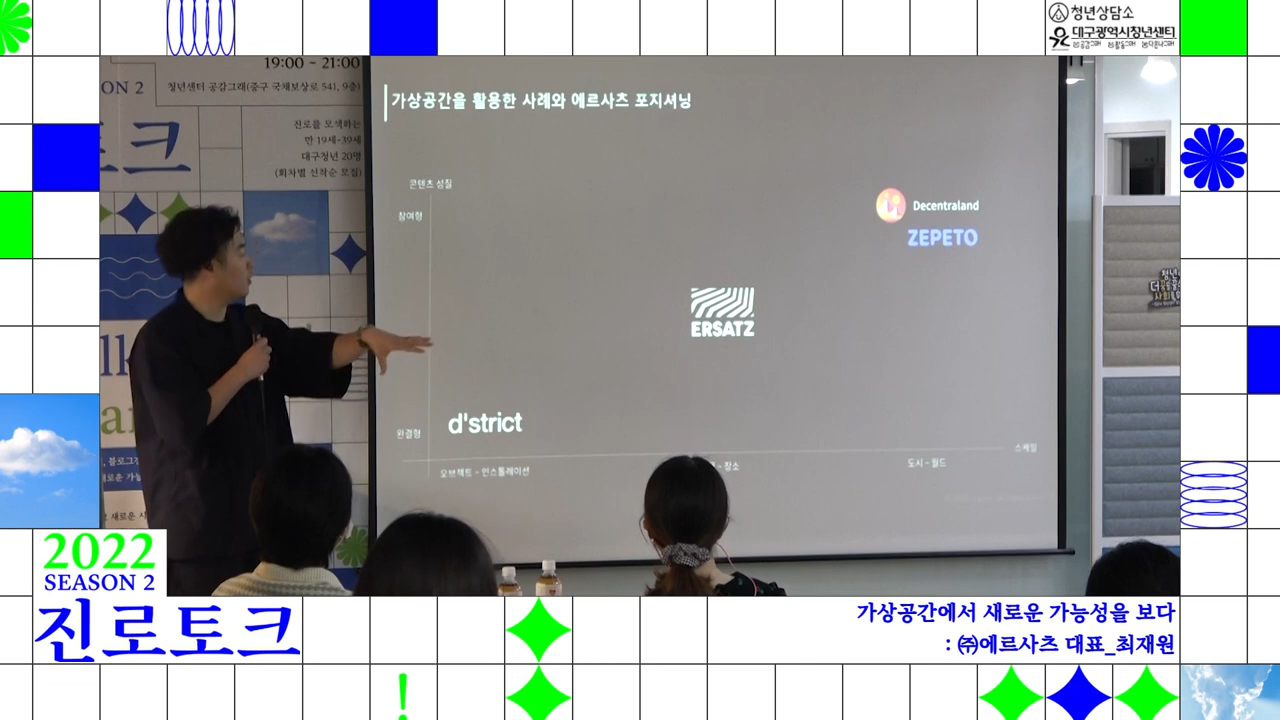 청년상담소
대구광역시청년센터
19:00 ~ 21:00
ON 2
청년센터 공감그래(중구 국채보상로 541, 9층)
진로를 모색하는
만 19세-39세
대구청년 20명
(회차별 선착순 모집)
토크
가상공간을 활용한 사례와 에르사츠 포지셔닝
콘텐츠 성질
참여형
Decentraland
ZEPETO
ERSATZ
d'strict
완결형
스케일
오브젝트 - 인스톨레이션
- 장소
도시 - 월드
2022
SEASON 2
진로토크
가상공간에서 새로운 가능성을 보다
: ㈜에르사츠 대표_최재원